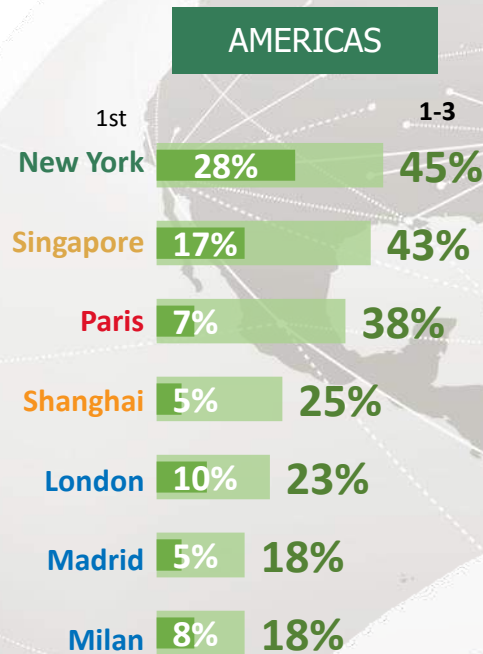 AMERICAS
1st 1-3
New York 28% 45%
Singapore 17% 43%
Paris 7% 38%
Shanghai 5% 25%
London 10% 23%
Madrid 5% 18%
Milan 8% 18%